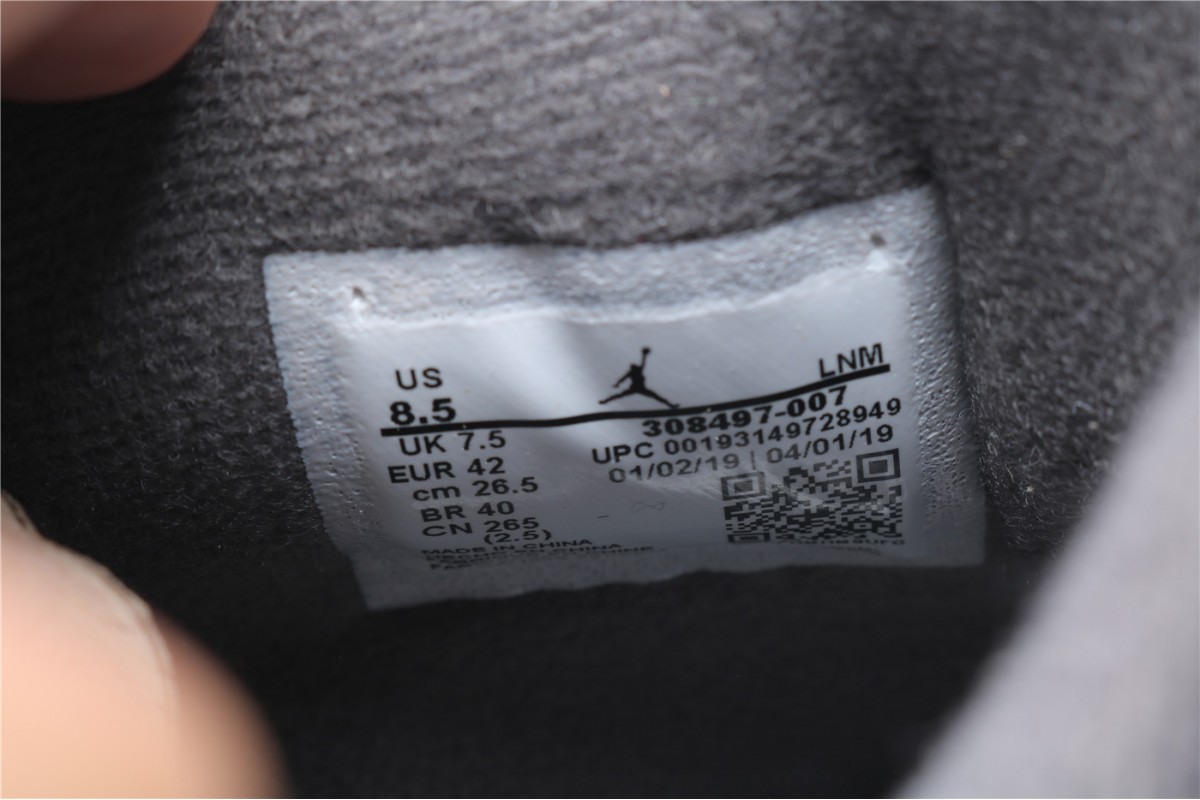 US
8.5
UK 7.5
EUR 42
cm 26.5
BR 40
CN 265
(2.5)
MADE IN CHINA
LNM
308497-007
UPC 00193149728949
01/02/19 | 04/01/19